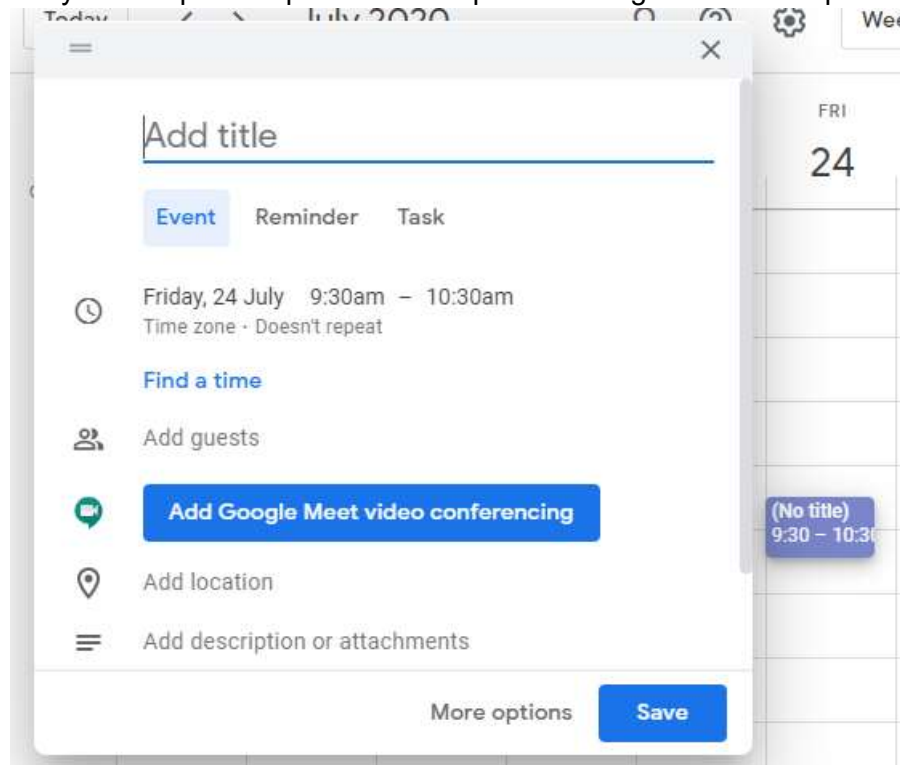 Today
July 2020
Add title
FRI
24
Event Reminder Task
Friday, 24 July 9:30am – 10:30am
Time zone · Doesn't repeat
Find a time
Add guests
Add Google Meet video conferencing
(No title)
9:30 – 10:30
Add location
Add description or attachments
More options Save